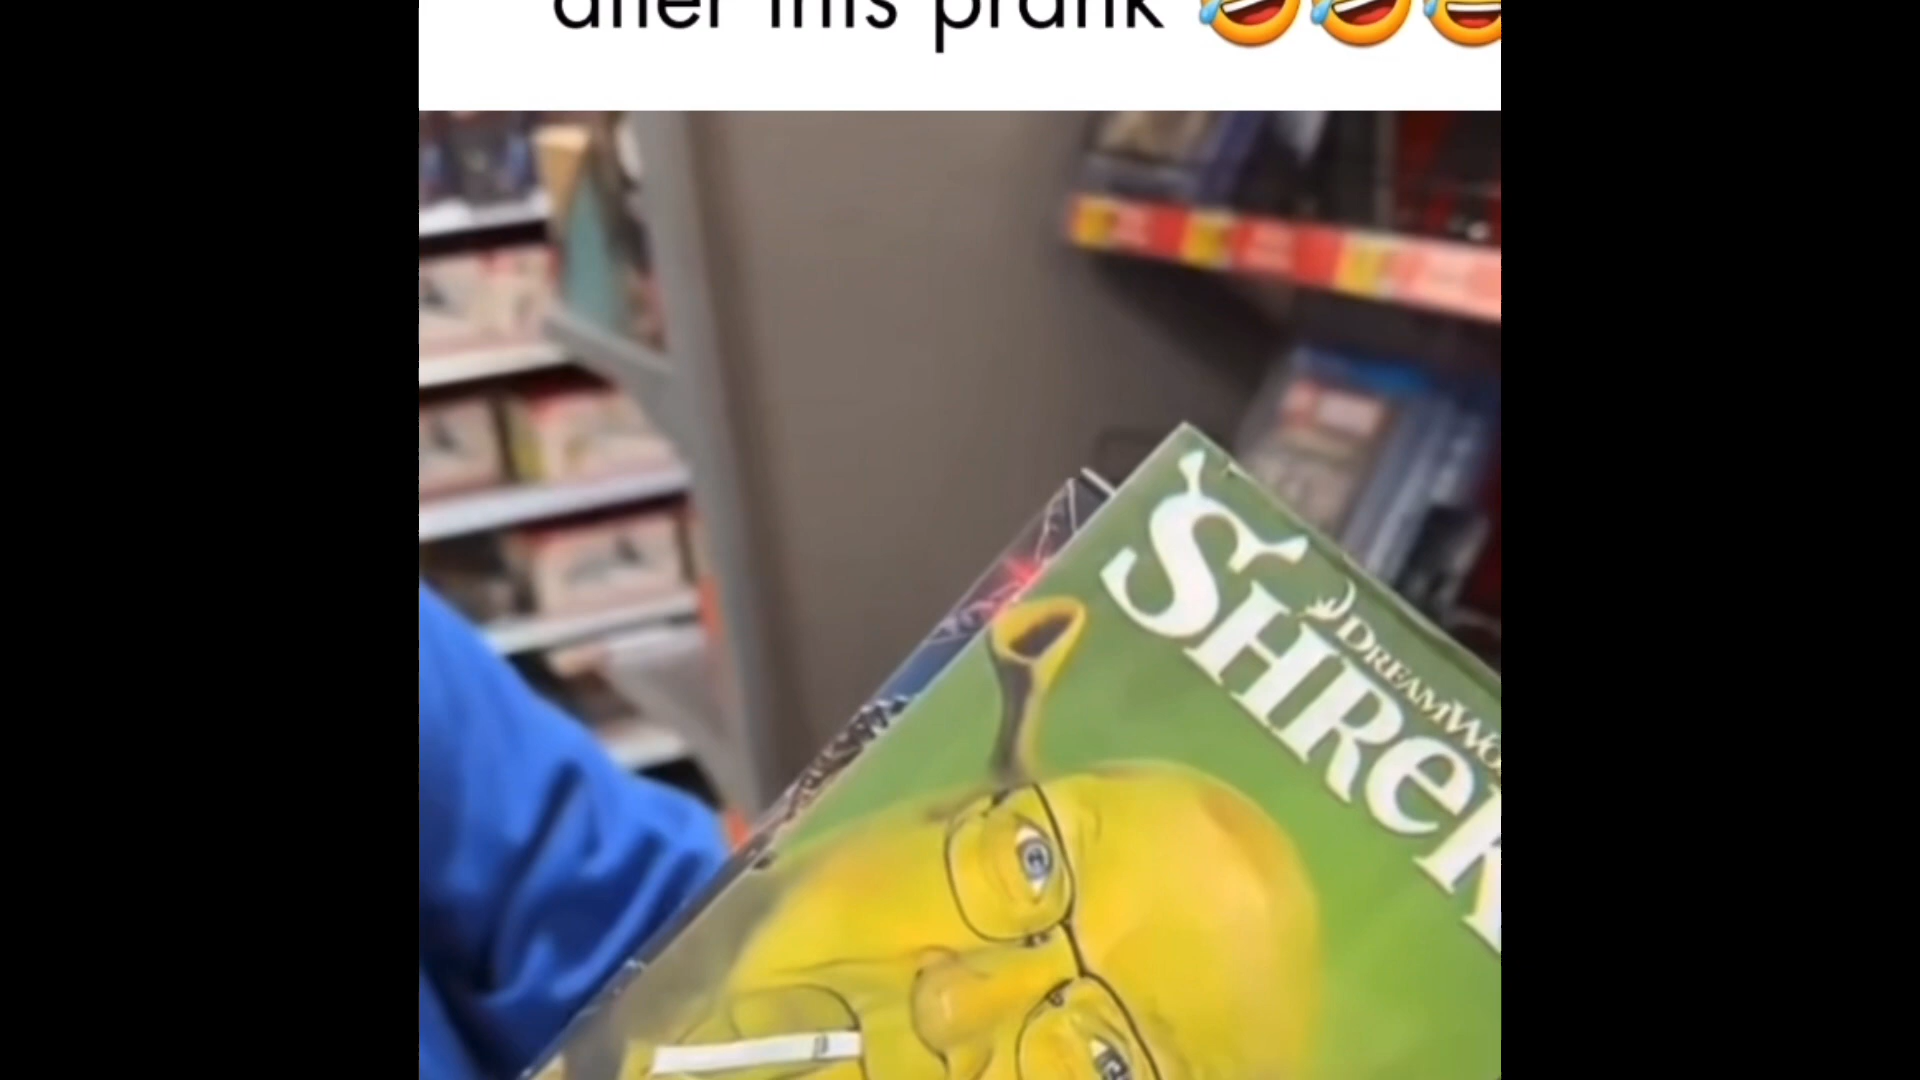 after this prank 🤣🤣🤣
SHREK
DREAMWO